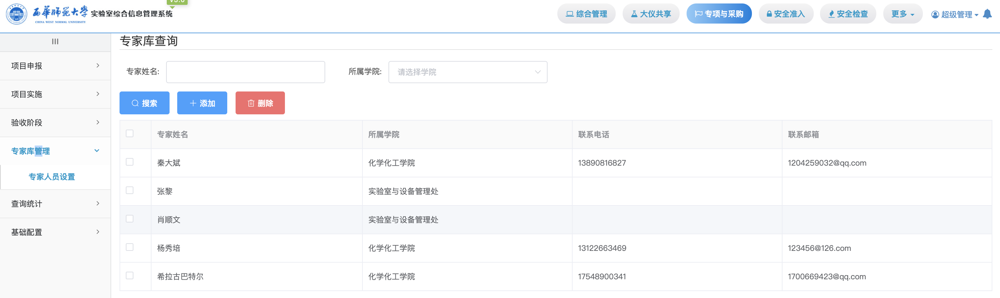 V3.0
西华师范大学 实验室综合信息管理系统
CHINA WEST NORMAL UNIVERSITY
综合管理 大仪共享 专项与采购 安全准入 安全检查 更多 超级管理
项目申报
项目实施
验收阶段
专家库管理
专家人员设置
查询统计
基础配置
专家库查询
专家姓名: 所属学院: 请选择学院
搜索 添加 删除
专家姓名 所属学院 联系电话 联系邮箱
秦大斌 化学化工学院 13890816827 1204259032@qq.com
张黎 实验室与设备管理处
肖顺文 实验室与设备管理处
杨秀培 化学化工学院 13122663469 123456@126.com
希拉古巴特尔 化学化工学院 17548900341 1700669423@qq.com